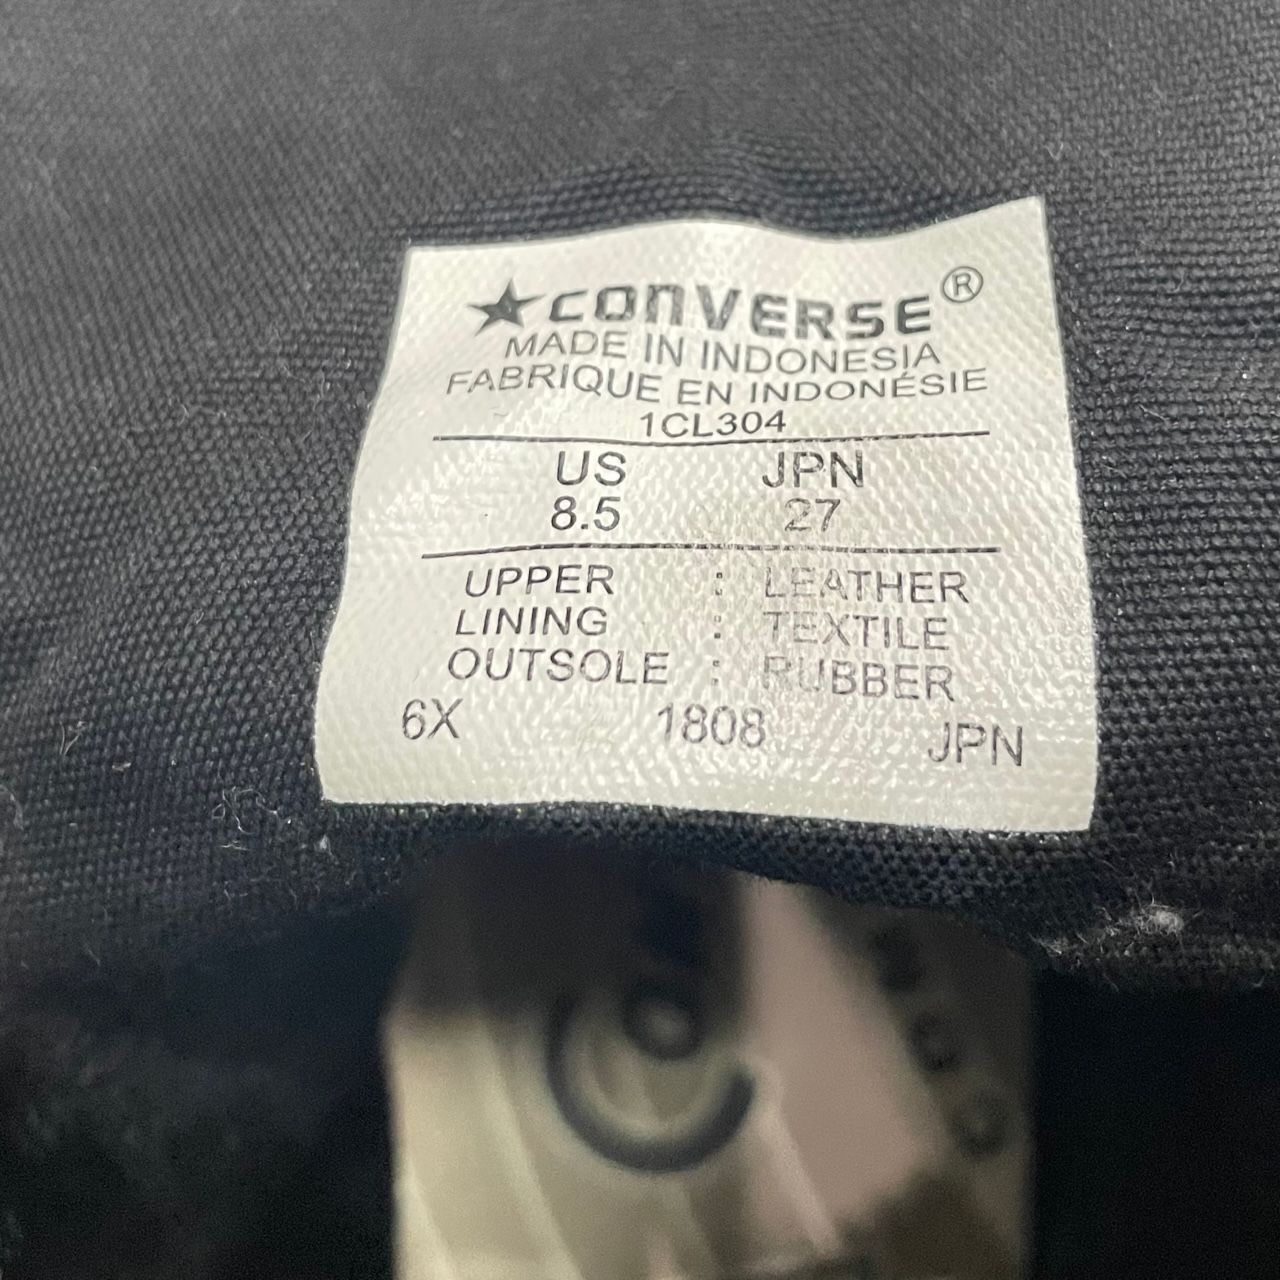 ★CONVERSE®
MADE IN INDONESIA
FABRIQUE EN INDONÉSIE
1CL304
US JPN
8.5 27
UPPER : LEATHER
LINING : TEXTILE
OUTSOLE : RUBBER
6X 1808 JPN